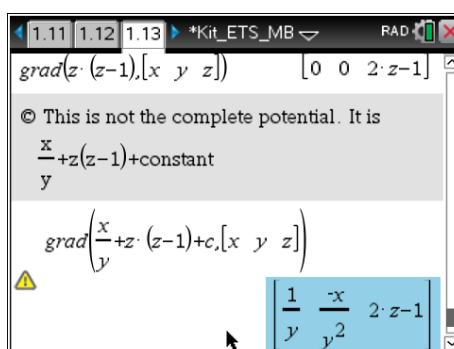 1.11 1.12 1.13 *Kit_ETS_MB RAD
grad(z·(z−1),[x y z]) [0 0 2·z−1]
© This is not the complete potential. It is
x/y+z(z−1)+constant
grad(x/y+z·(z−1)+c,[x y z])
[1/y -x/y² 2·z−1]